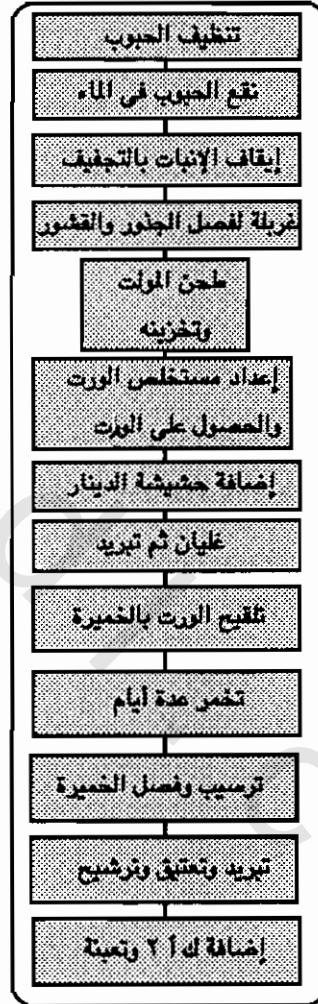 تنظيف الحبوب
نقع الحبوب فى الماء
إيقاف الإنبات بالتجفيف
غربلة لفصل الجذور والقشور
طحن المولت
وتخزينه
إعداد مستخلص الورت
والحصول على الورت
إضافة حشيشة الدينار
غليان ثم تبريد
تلقيح الورت بالخميرة
تخمر عدة أيام
ترسيب وفصل الخميرة
تبريد وتعتيق وترشيح
إضافة ك أ ٢ وتعبئة